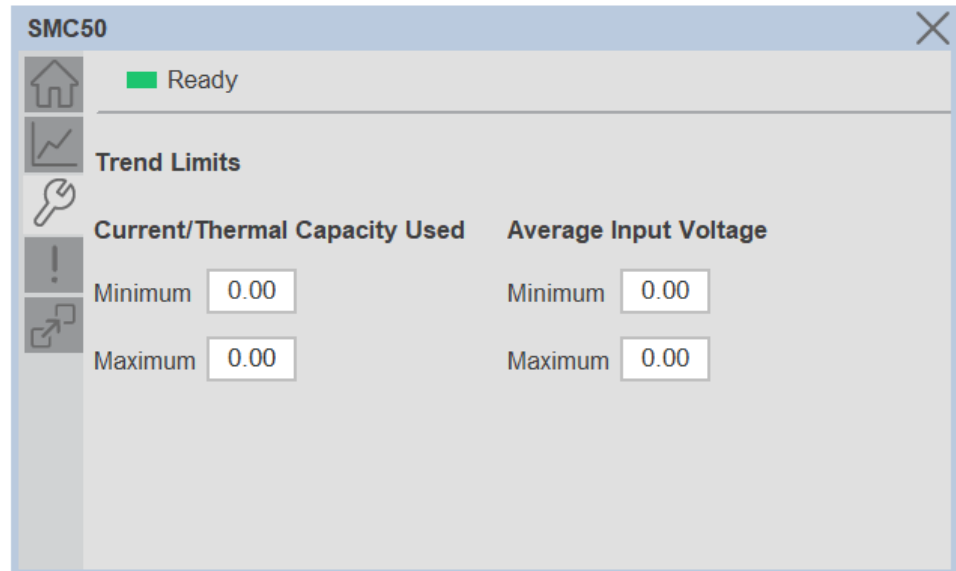 SMC50
Ready
Trend Limits
Current/Thermal Capacity Used
Average Input Voltage
Minimum 0.00
Minimum 0.00
Maximum 0.00
Maximum 0.00